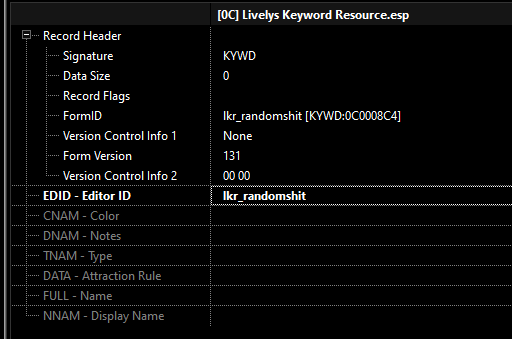 [0C] Livelys Keyword Resource.esp
Record Header
Signature KYWD
Data Size 0
Record Flags
FormID lkr_randomshit [KYWD:0C0008C4]
Version Control Info 1 None
Form Version 131
Version Control Info 2 00 00
EDID - Editor ID lkr_randomshit
CNAM - Color
DNAM - Notes
TNAM - Type
DATA - Attraction Rule
FULL - Name
NNAM - Display Name